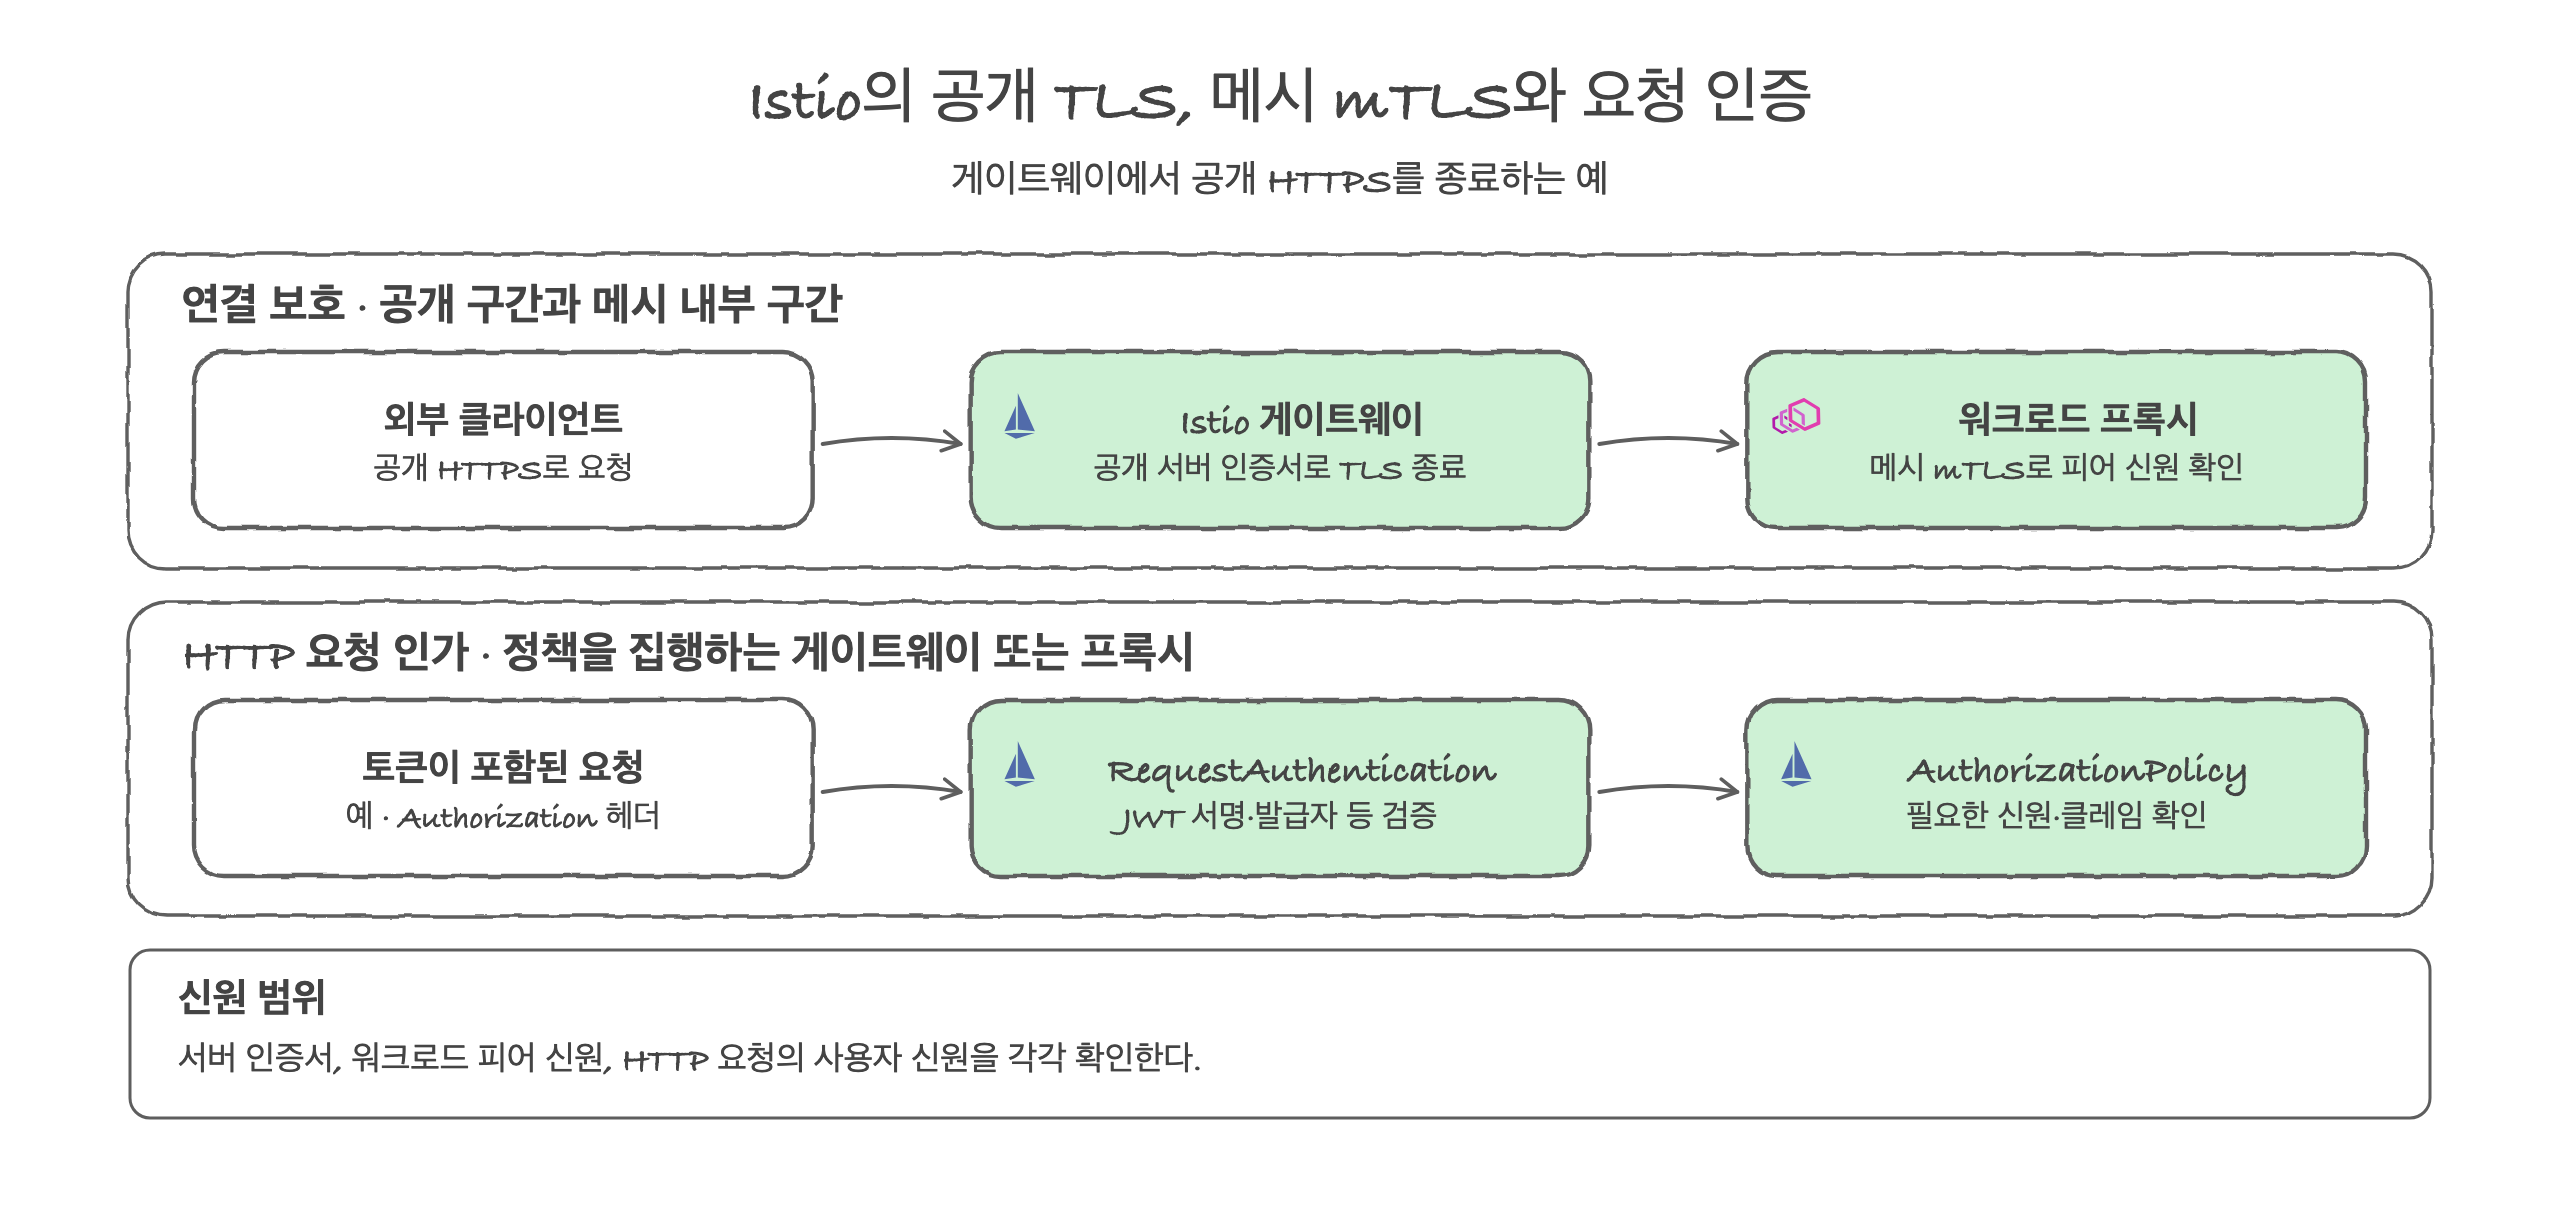 Istio의 공개 TLS, 메시 mTLS와 요청 인증
게이트웨이에서 공개 HTTPS를 종료하는 예
연결 보호 · 공개 구간과 메시 내부 구간
외부 클라이언트
공개 HTTPS로 요청
Istio 게이트웨이
공개 서버 인증서로 TLS 종료
워크로드 프록시
메시 mTLS로 피어 신원 확인
HTTP 요청 인가 · 정책을 집행하는 게이트웨이 또는 프록시
토큰이 포함된 요청
예 · Authorization 헤더
RequestAuthentication
JWT 서명·발급자 등 검증
AuthorizationPolicy
필요한 신원·클레임 확인
신원 범위
서버 인증서, 워크로드 피어 신원, HTTP 요청의 사용자 신원을 각각 확인한다.